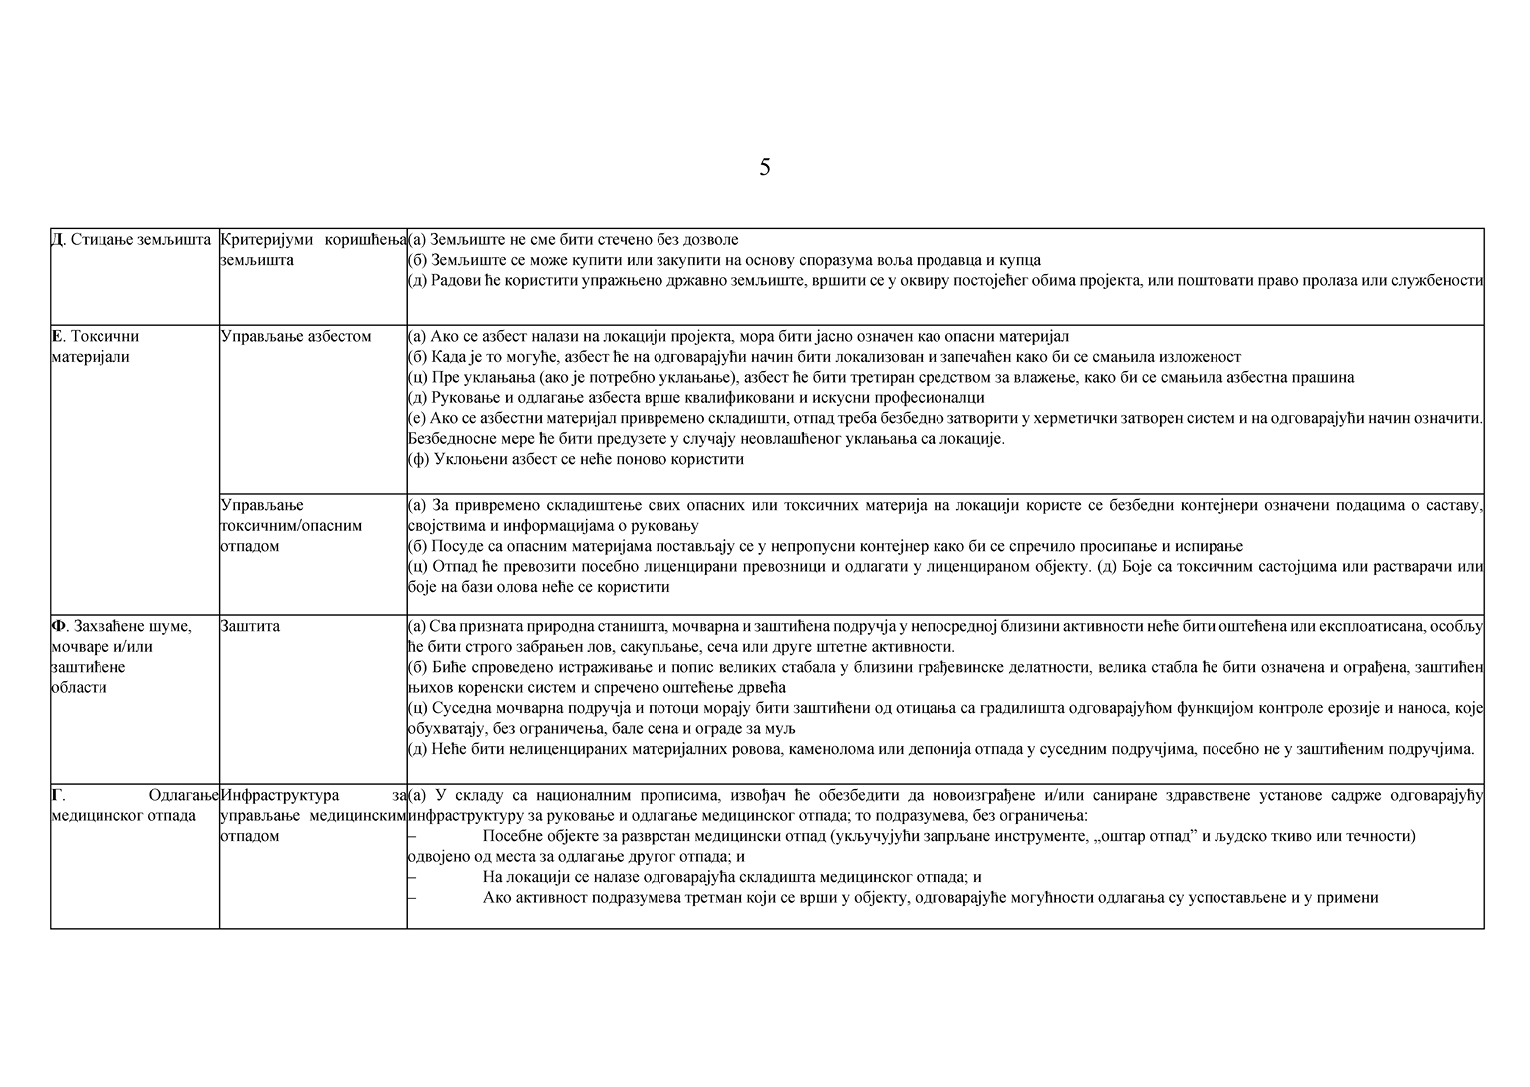 5
Д. Стицање земљишта
Критеријуми коришћења
земљишта
(а) Земљиште не сме бити стечено без дозволе
(б) Земљиште се може купити или закупити на основу споразума воља продавца и купца
(д) Радови ће користити упражњено државно земљиште, вршити се у оквиру постојећег обима пројекта, или поштовати право пролаза или службености
Е. Токсични
материјали
Управљање азбестом
(а) Ако се азбест налази на локацији пројекта, мора бити јасно означен као опасни материјал
(б) Када је то могуће, азбест ће на одговарајући начин бити локализован и запечаћен како би се смањила изложеност
(ц) Пре уклањања (ако је потребно уклањање), азбест ће бити третиран средством за влажење, како би се смањила азбестна прашина
(д) Руковање и одлагање азбеста врше квалификовани и искусни професионалци
(е) Ако се азбестни материјал привремено складишти, отпад треба безбедно затворити у херметички затворен систем и на одговарајући начин означити.
Безбедносне мере ће бити предузете у случају неовлашћеног уклањања са локације.
(ф) Уклоњени азбест се неће поново користити
Управљање
токсичним/опасним
отпадом
(а) За привремено складиштење свих опасних или токсичних материја на локацији користе се безбедни контејнери означени подацима о саставу,
својствима и информацијама о руковању
(б) Посуде са опасним материјама постављају се у непропусни контејнер како би се спречило просипање и испирање
(ц) Отпад ће превозити посебно лиценцирани превозници и одлагати у лиценцираном објекту. (д) Боје са токсичним састојцима или растварачи или
боје на бази олова неће се користити
Ф. Захваћене шуме,
мочваре и/или
заштићене
области
Заштита
(а) Сва призната природна станишта, мочварна и заштићена подручја у непосредној близини активности неће бити оштећена или експлоатисана, особљу
ће бити строго забрањен лов, сакупљање, сеча или друге штетне активности.
(б) Биће спроведено истраживање и попис великих стабала у близини грађевинске делатности, велика стабла ће бити означена и ограђена, заштићен
њихов коренски систем и спречено оштећење дрвећа
(ц) Суседна мочварна подручја и потоци морају бити заштићени од отицања са градилишта одговарајућом функцијом контроле ерозије и наноса, које
обухватају, без ограничења, бале сена и ограде за муљ
(д) Неће бити нелиценцираних материјалних ровова, каменолома или депонија отпада у суседним подручјима, посебно не у заштићеним подручјима.
Г. Одлагање
медицинског отпада
Инфраструктура за
управљање медицинским
отпадом
(а) У складу са националним прописима, извођач ће обезбедити да новоизграђене и/или саниране здравствене установе садрже одговарајућу
инфраструктуру за руковање и одлагање медицинског отпада; то подразумева, без ограничења:
– Посебне објекте за разврстан медицински отпад (укључујући запрљане инструменте, „оштар отпад” и људско ткиво или течности)
одвојено од места за одлагање другог отпада; и
– На локацији се налазе одговарајућа складишта медицинског отпада; и
– Ако активност подразумева третман који се врши у објекту, одговарајуће могућности одлагања су успостављене и у примени